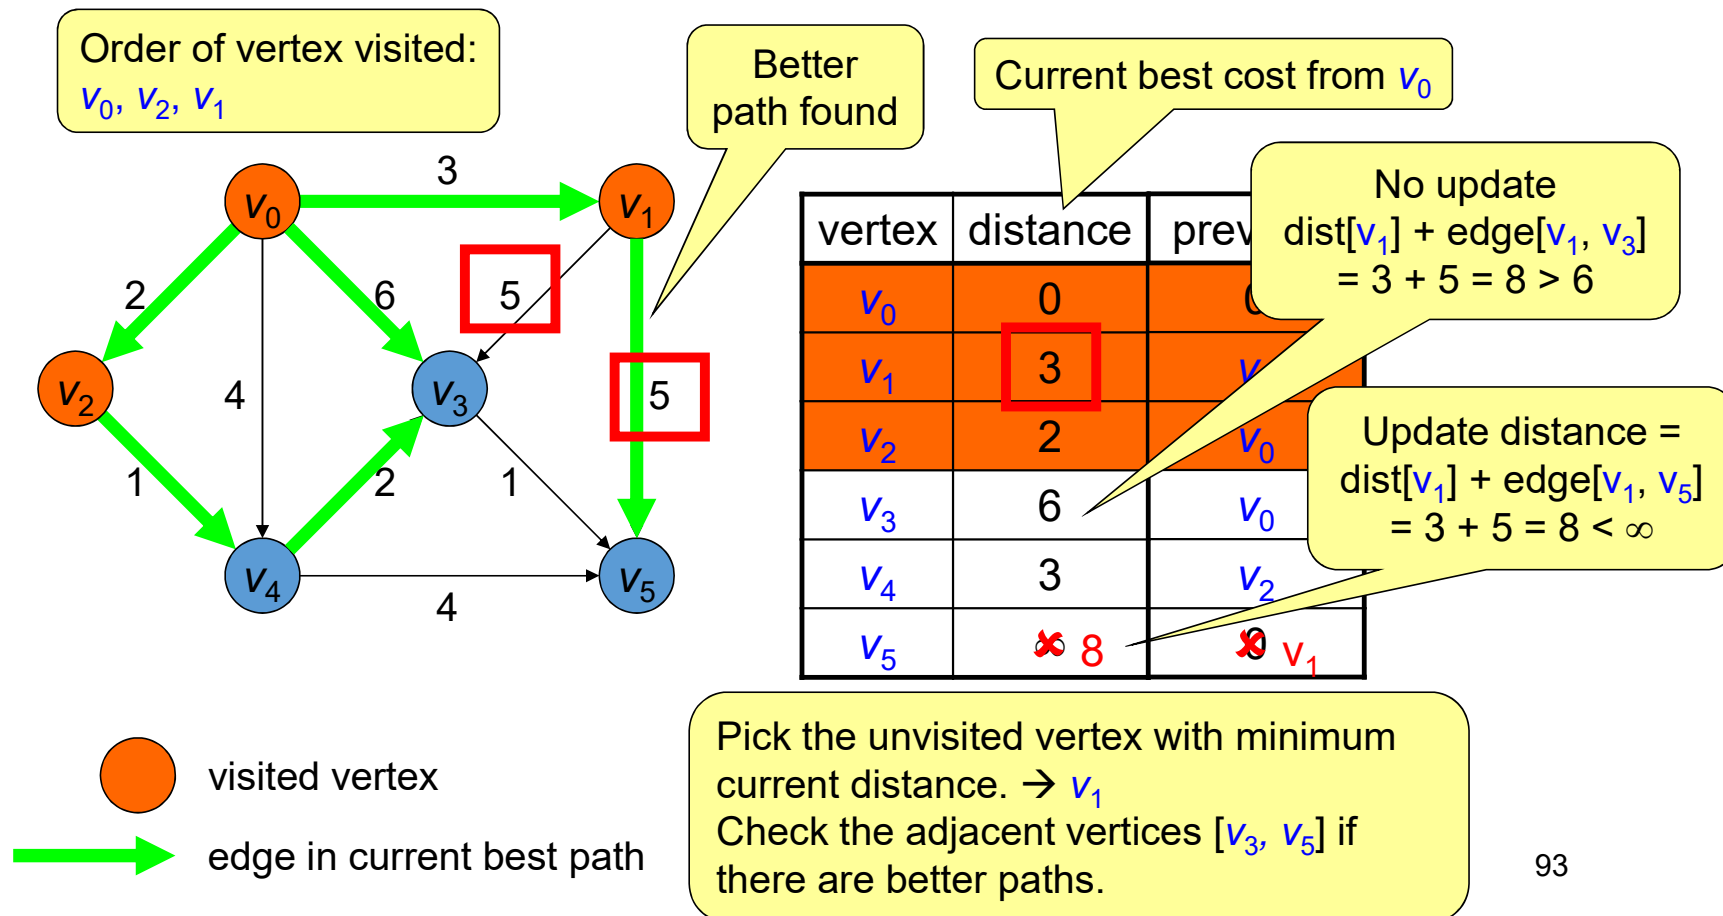 Order of vertex visited:
v0, v2, v1
Better
path found
Current best cost from v0
No update
dist[v1] + edge[v1, v3]
= 3 + 5 = 8 > 6
Update distance =
dist[v1] + edge[v1, v5]
= 3 + 5 = 8 < ∞
v0
3
v1
2
6
5
v2
4
v3
5
1
2
1
v4
4
v5
vertex distance prev
v0 0
v1 3 v
v2 2 v0
v3 6 v0
v4 3 v2
v5 ∞ 8 0 v1
visited vertex
edge in current best path
Pick the unvisited vertex with minimum
current distance. → v1
Check the adjacent vertices [v3, v5] if
there are better paths.
93